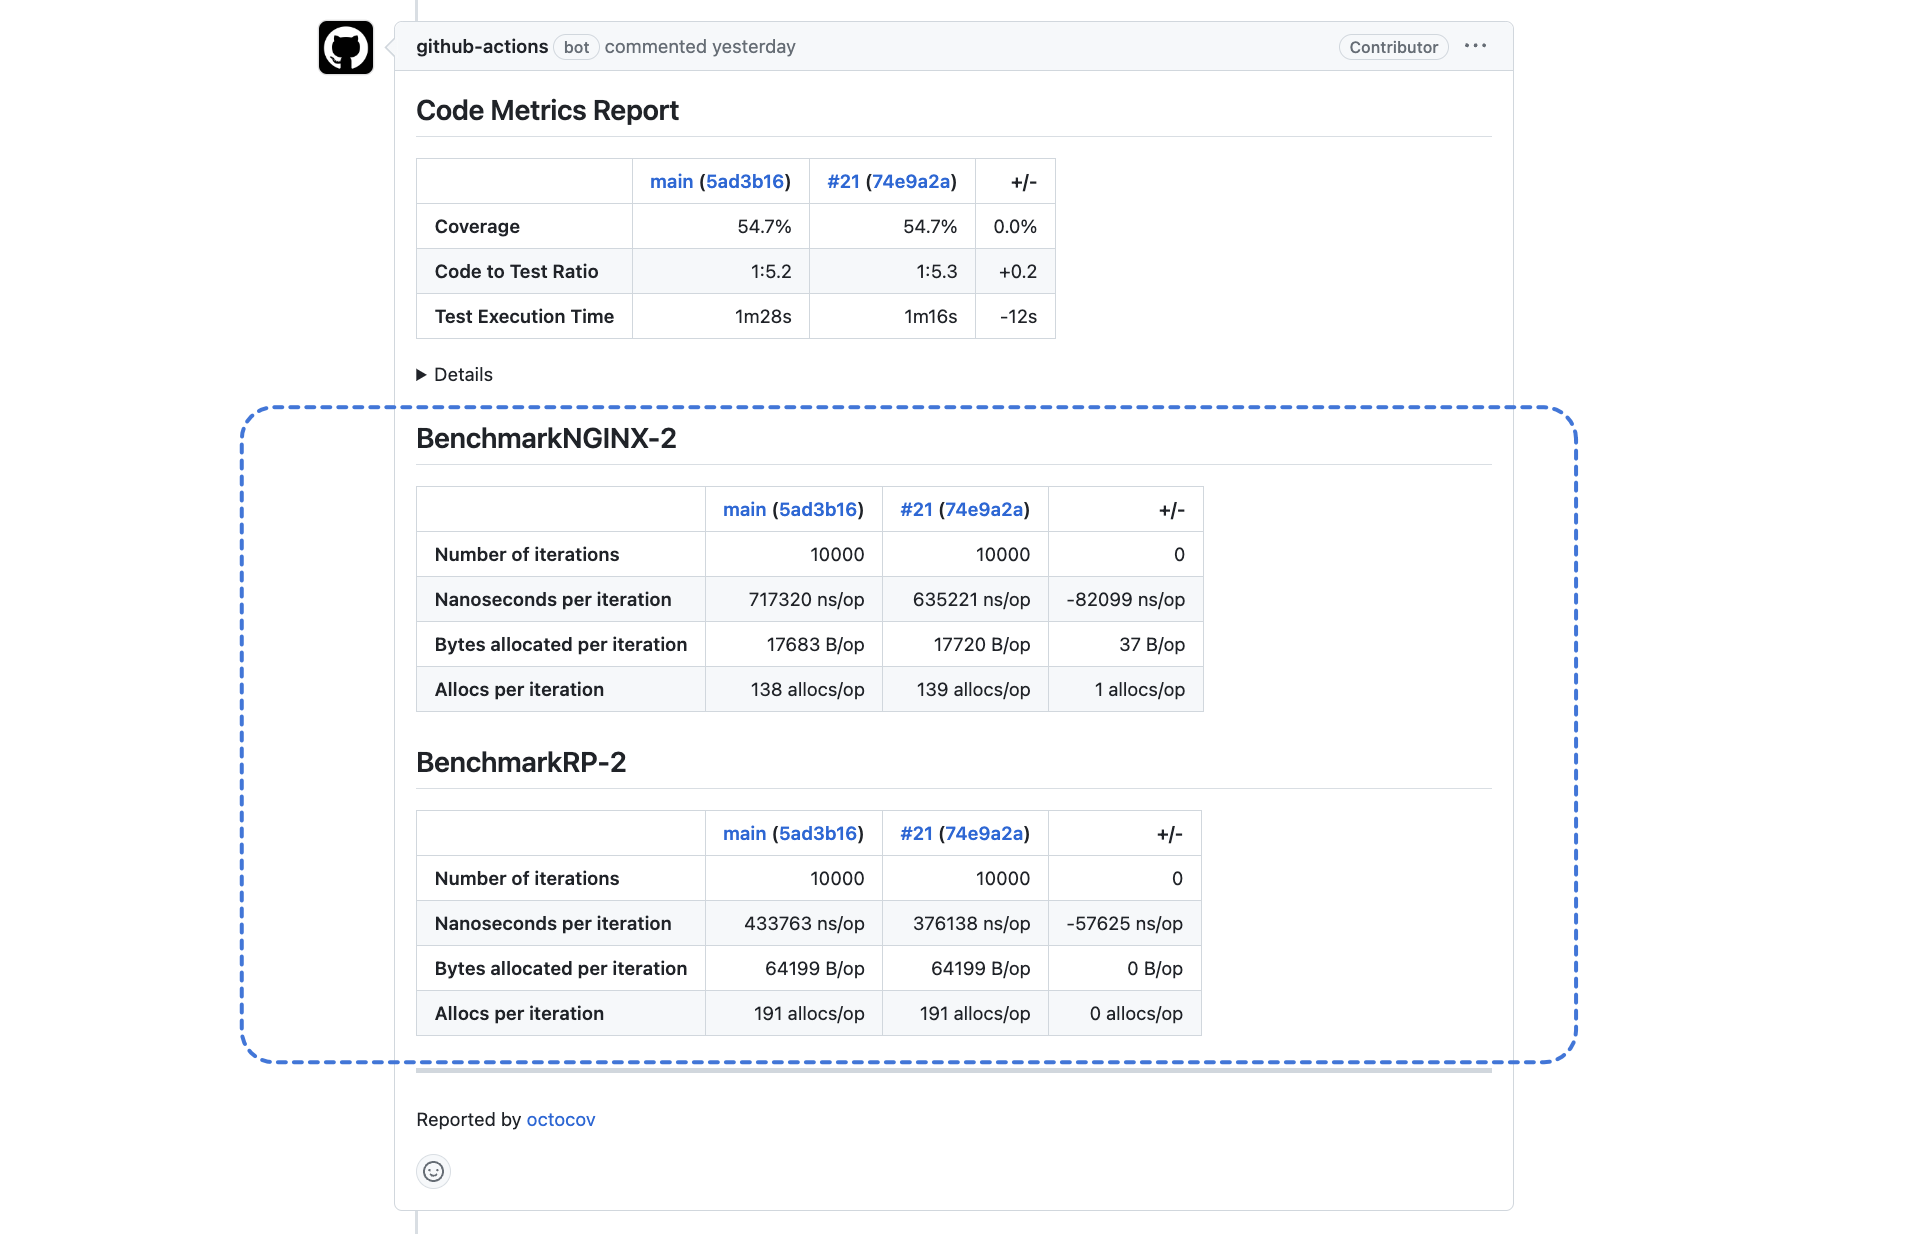 github-actions bot commented yesterday Contributor ...
Code Metrics Report
main (5ad3b16) #21 (74e9a2a) +/-
Coverage 54.7% 54.7% 0.0%
Code to Test Ratio 1:5.2 1:5.3 +0.2
Test Execution Time 1m28s 1m16s -12s
▶ Details
BenchmarkNGINX-2
main (5ad3b16) #21 (74e9a2a) +/-
Number of iterations 10000 10000 0
Nanoseconds per iteration 717320 ns/op 635221 ns/op -82099 ns/op
Bytes allocated per iteration 17683 B/op 17720 B/op 37 B/op
Allocs per iteration 138 allocs/op 139 allocs/op 1 allocs/op
BenchmarkRP-2
main (5ad3b16) #21 (74e9a2a) +/-
Number of iterations 10000 10000 0
Nanoseconds per iteration 433763 ns/op 376138 ns/op -57625 ns/op
Bytes allocated per iteration 64199 B/op 64199 B/op 0 B/op
Allocs per iteration 191 allocs/op 191 allocs/op 0 allocs/op
Reported by octocov